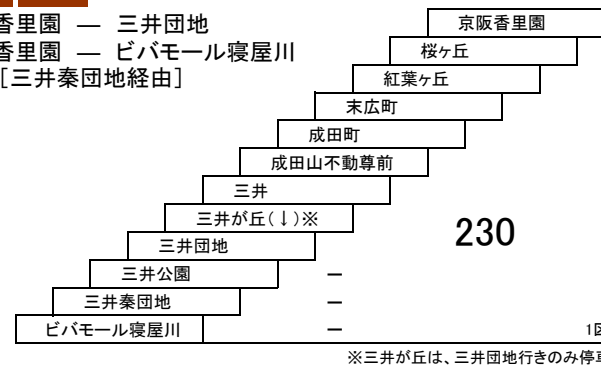 香里園 ― 三井団地
香里園 ― ビバモール寝屋川
[三井秦団地経由]
京阪香里園
桜ヶ丘
紅葉ヶ丘
末広町
成田町
成田山不動尊前
三井
三井が丘(↓)※
230
三井団地
三井公園 －
三井秦団地 －
ビバモール寝屋川 － 1区
※三井が丘は、三井団地行きのみ停車